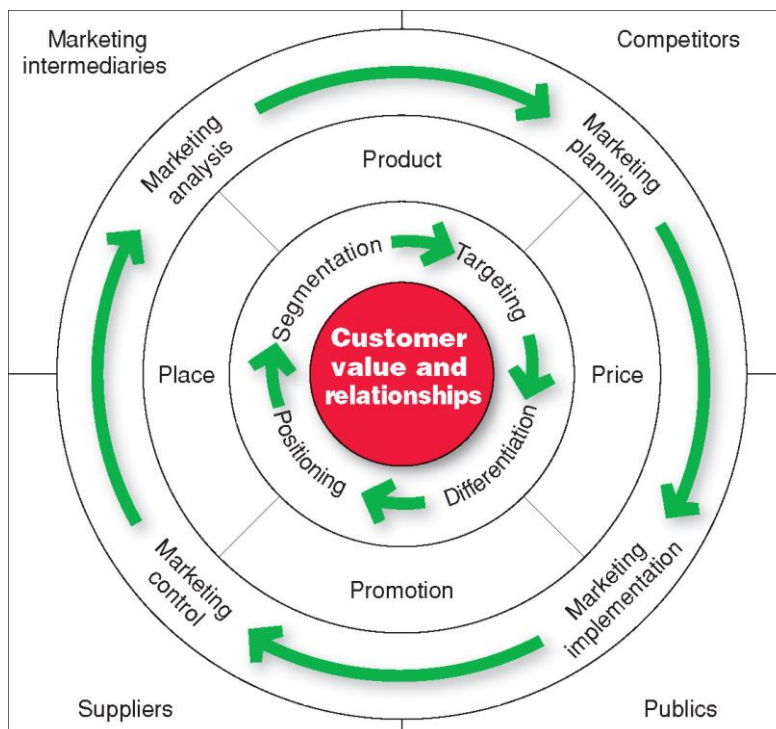 Marketing
intermediaries
Competitors
Marketing
analysis
Marketing
planning
Product
Segmentation
Targeting
Customer
value and
relationships
Place
Price
Positioning
Differentiation
Promotion
Marketing
control
Marketing
implementation
Suppliers
Publics